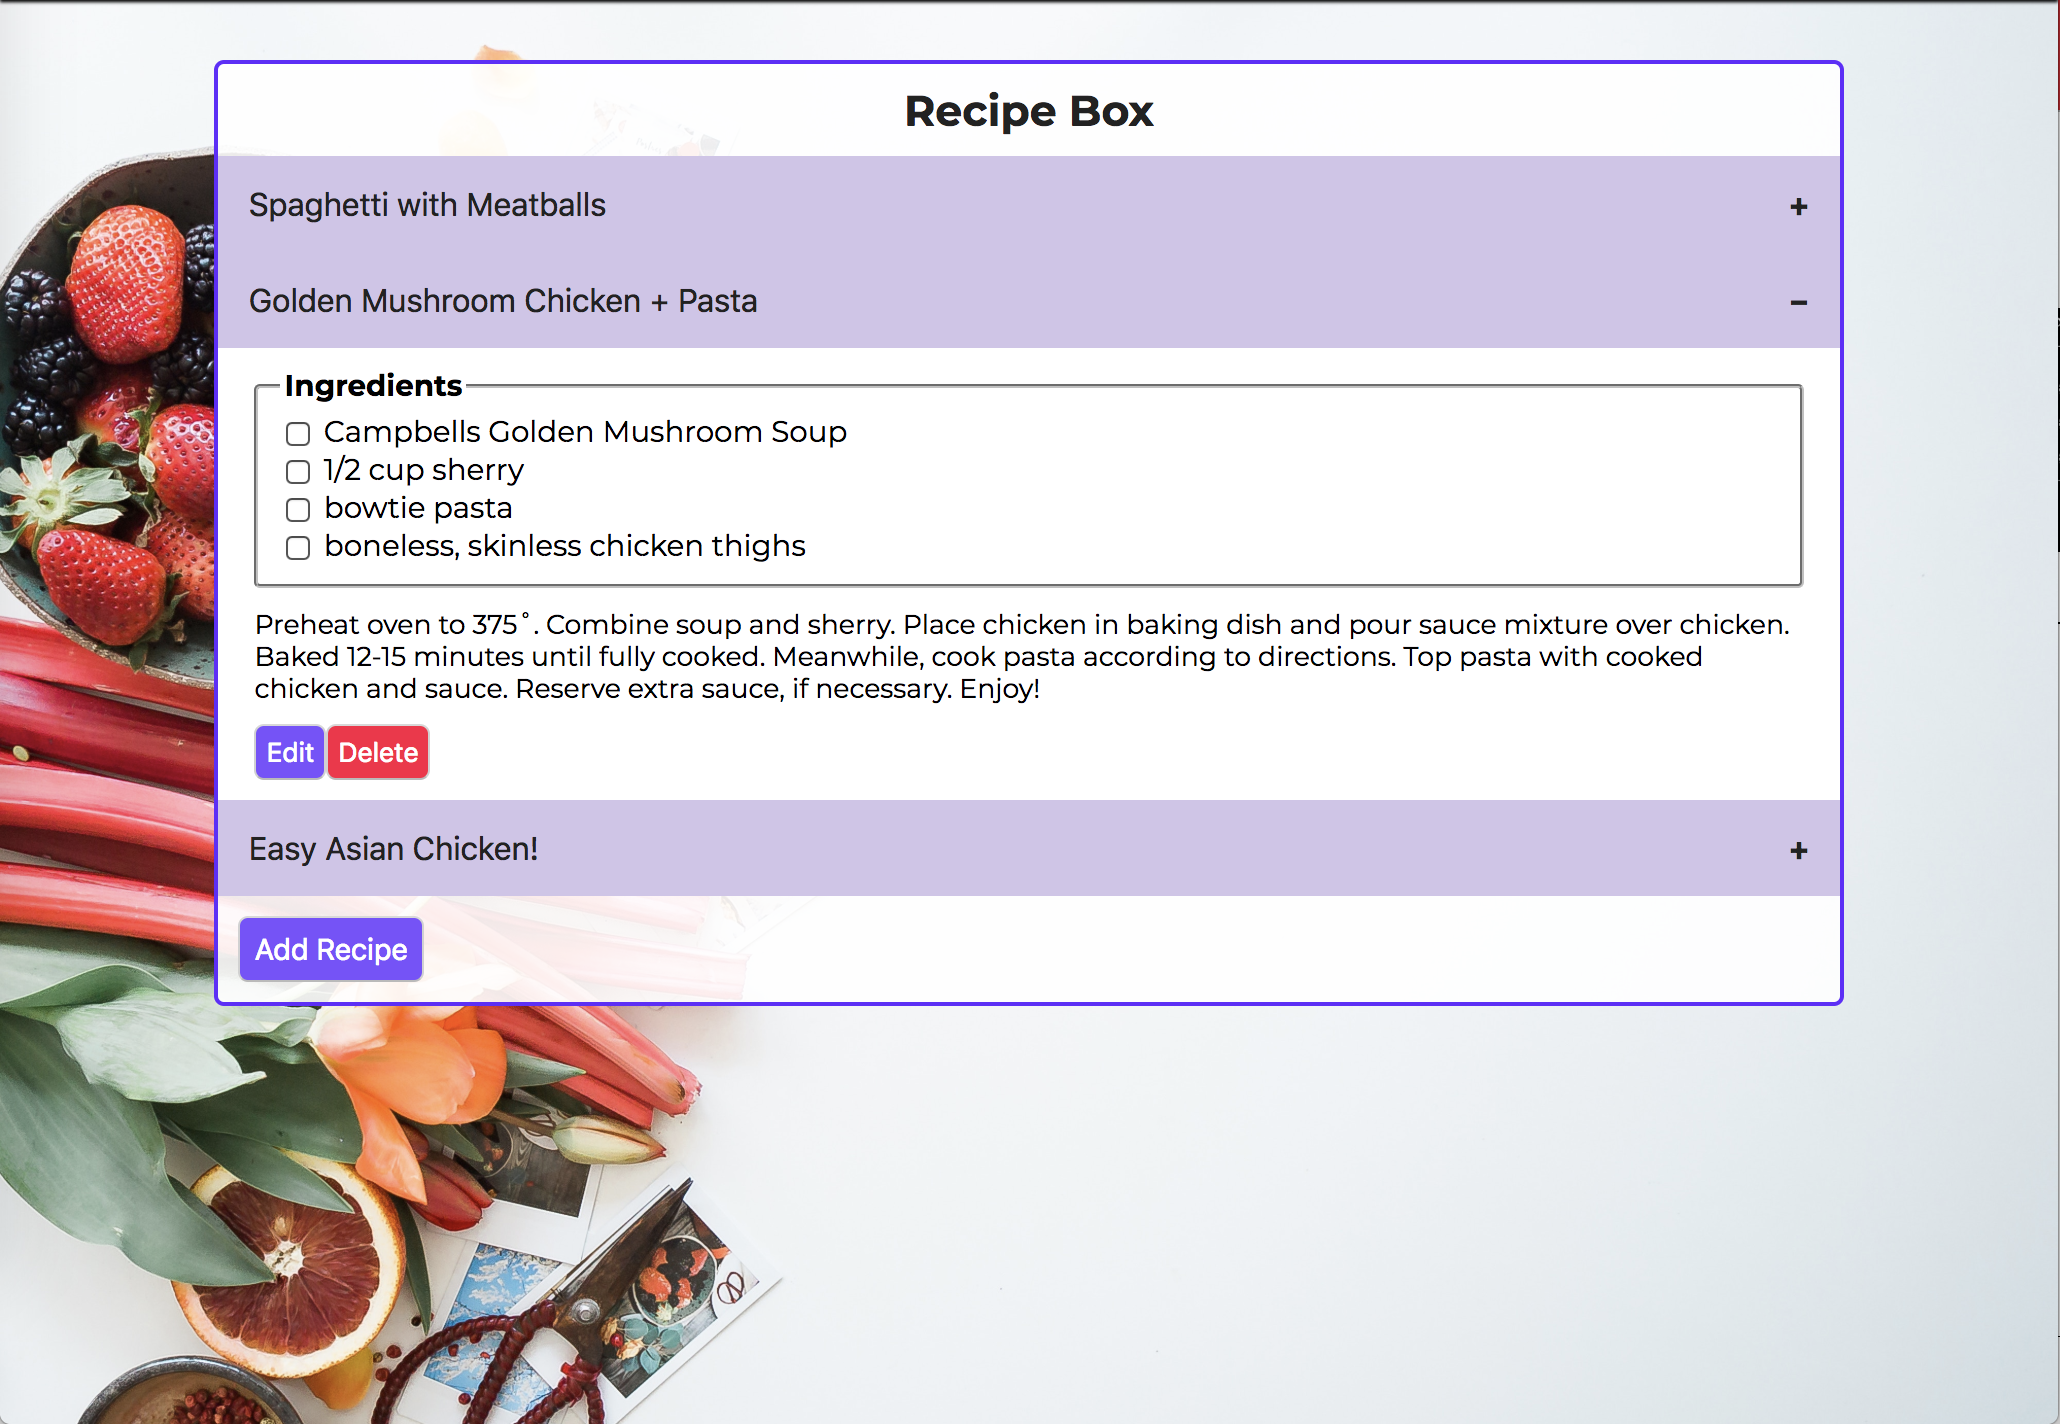 Recipe Box
Spaghetti with Meatballs +
Golden Mushroom Chicken + Pasta −
Ingredients
Campbells Golden Mushroom Soup
1/2 cup sherry
bowtie pasta
boneless, skinless chicken thighs
Preheat oven to 375˚. Combine soup and sherry. Place chicken in baking dish and pour sauce mixture over chicken.
Baked 12-15 minutes until fully cooked. Meanwhile, cook pasta according to directions. Top pasta with cooked
chicken and sauce. Reserve extra sauce, if necessary. Enjoy!
Edit Delete
Easy Asian Chicken! +
Add Recipe